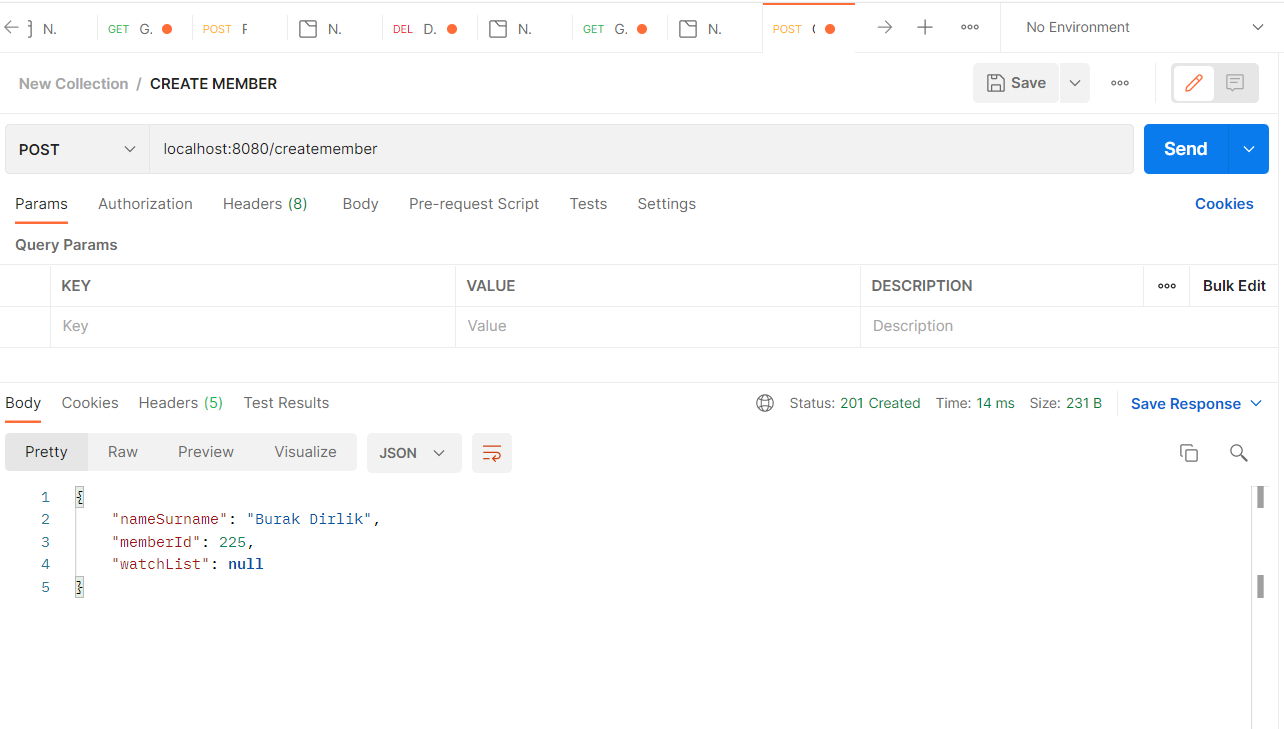 N. GET G. POST N. DEL D. N. GET G. N. POST No Environment
New Collection / CREATE MEMBER Save
POST localhost:8080/createmember Send
Params Authorization Headers (8) Body Pre-request Script Tests Settings Cookies
Query Params
KEY VALUE DESCRIPTION Bulk Edit
Key Value Description
Body Cookies Headers (5) Test Results Status: 201 Created Time: 14 ms Size: 231 B Save Response
Pretty Raw Preview Visualize JSON
1 {
2 "nameSurname": "Burak Dirlik",
3 "memberId": 225,
4 "watchList": null
5 }